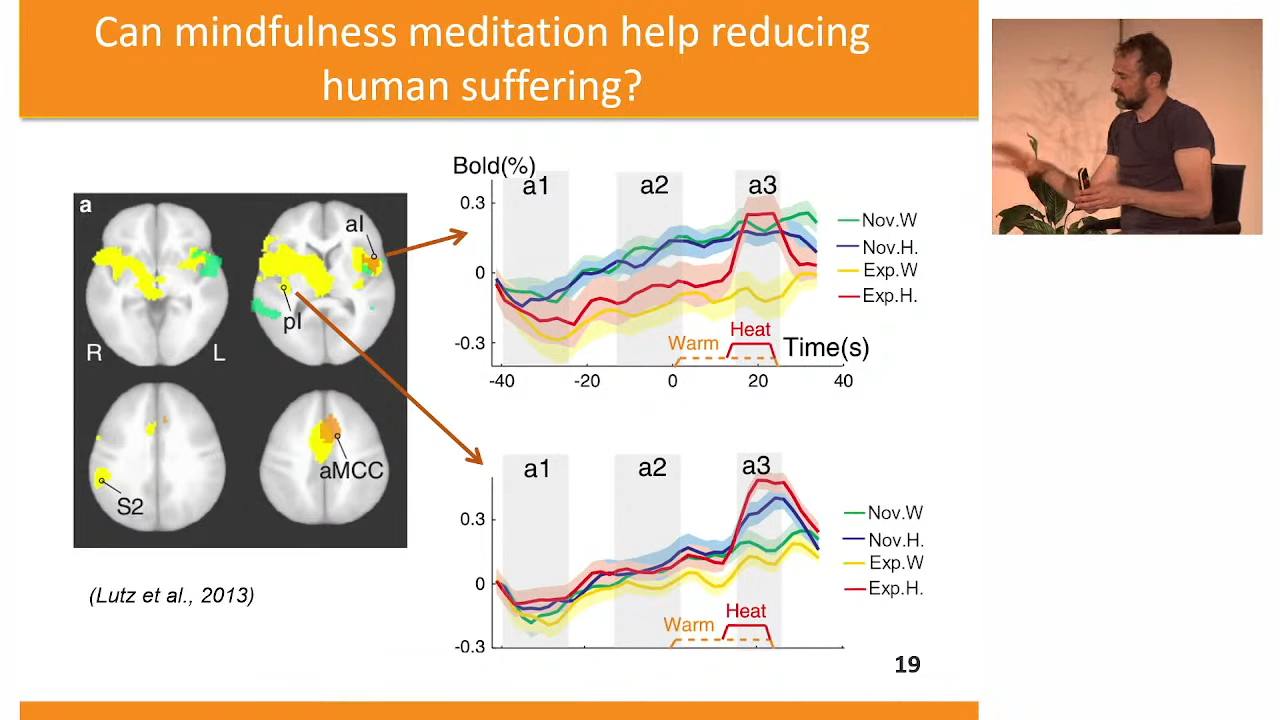 Can mindfulness meditation help reducing
human suffering?
a
aI
pI
R
L
aMCC
S2
(Lutz et al., 2013)
Bold(%)
a1
a2
a3
0.3
0
-0.3
Nov.W
Nov.H.
Exp.W
Exp.H.
Heat
Warm
Time(s)
-40
-20
0
20
40
a1
a2
a3
0.3
0
-0.3
Nov.W
Nov.H.
Exp.W
Exp.H.
Heat
Warm
19